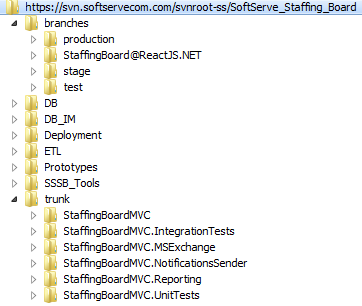 https://svn.softservecom.com/svnroot-ss/SoftServe_Staffing_Board
branches
production
StaffingBoard@ReactJS.NET
stage
test
DB
DB_IM
Deployment
ETL
Prototypes
SSSB_Tools
trunk
StaffingBoardMVC
StaffingBoardMVC.IntegrationTests
StaffingBoardMVC.MSExchange
StaffingBoardMVC.NotificationsSender
StaffingBoardMVC.Reporting
StaffingBoardMVC.UnitTests